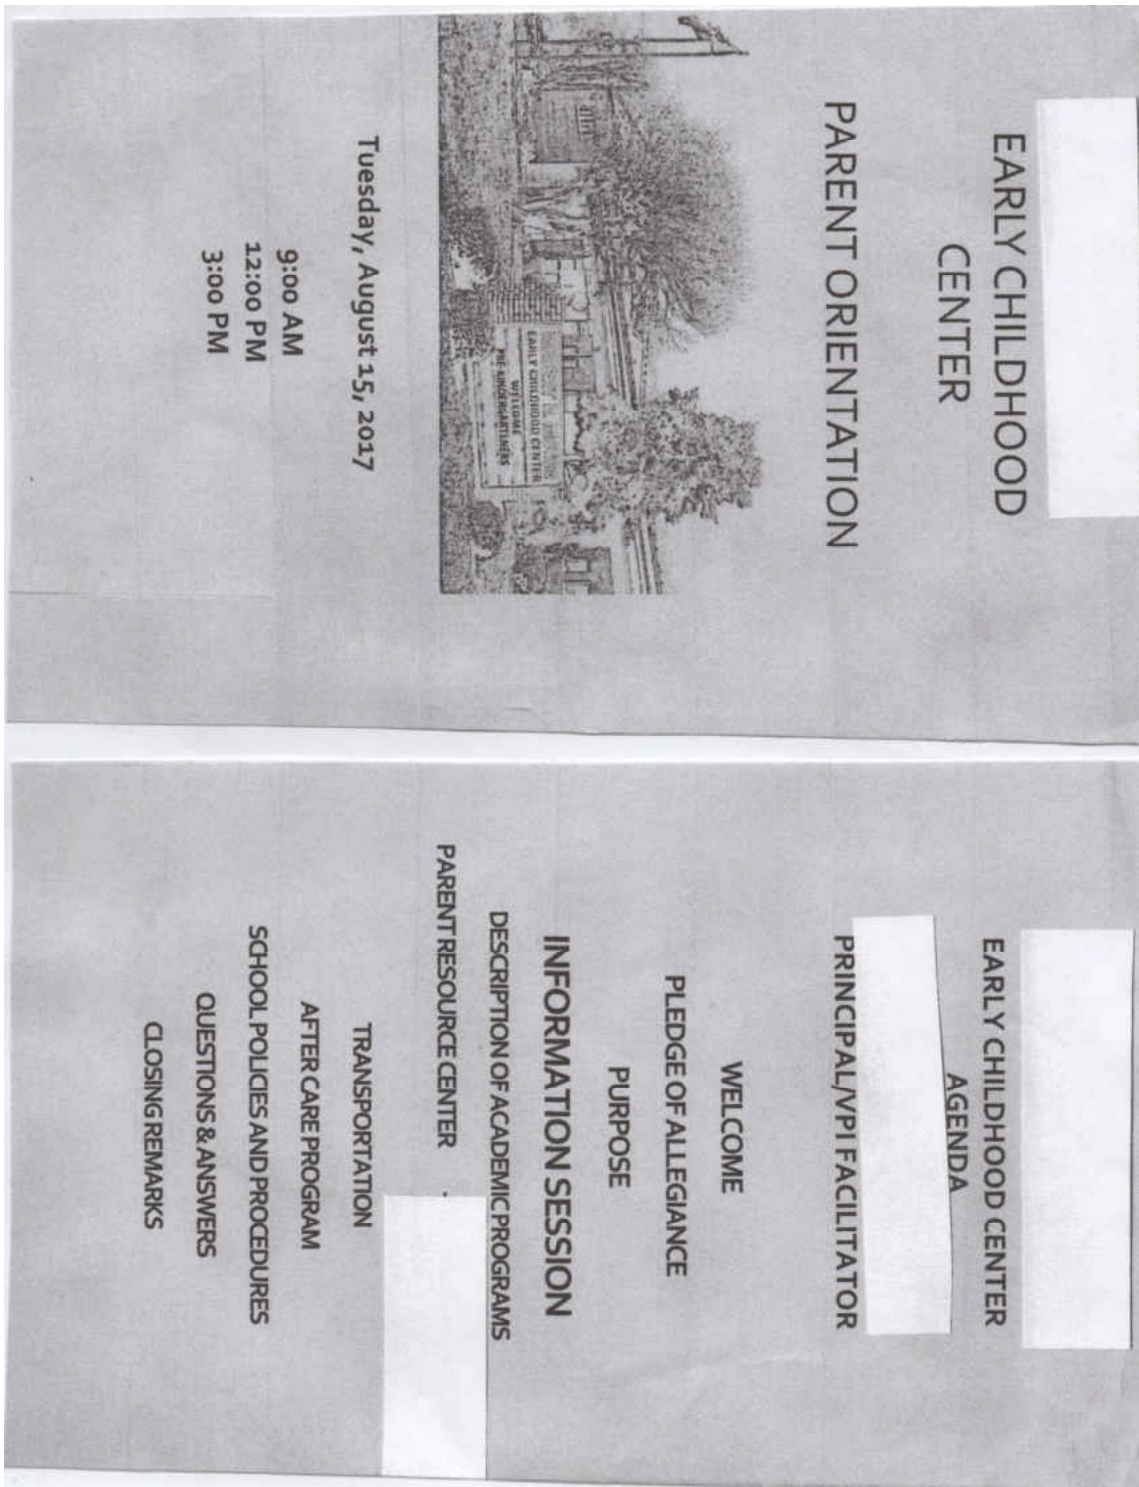 EARLY CHILDHOOD
CENTER
PARENT ORIENTATION
EARLY CHILDHOOD CENTER
WELCOME
PRE-KINDERGARTENERS
Tuesday, August 15, 2017
9:00 AM
12:00 PM
3:00 PM
EARLY CHILDHOOD CENTER
AGENDA
PRINCIPAL/VPI FACILITATOR
WELCOME
PLEDGE OF ALLEGIANCE
PURPOSE
INFORMATION SESSION
DESCRIPTION OF ACADEMIC PROGRAMS
PARENT RESOURCE CENTER
TRANSPORTATION
AFTER CARE PROGRAM
SCHOOL POLICIES AND PROCEDURES
QUESTIONS & ANSWERS
CLOSING REMARKS